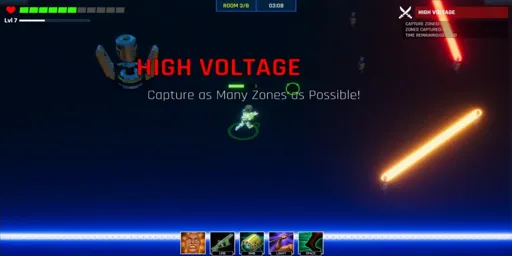 Lvl 7
ROOM 3/6
03:08
HIGH VOLTAGE
CAPTURE ZONES
ZONES CAPTURED
TIME REMAINING
HIGH VOLTAGE
Capture as Many Zones as Possible!